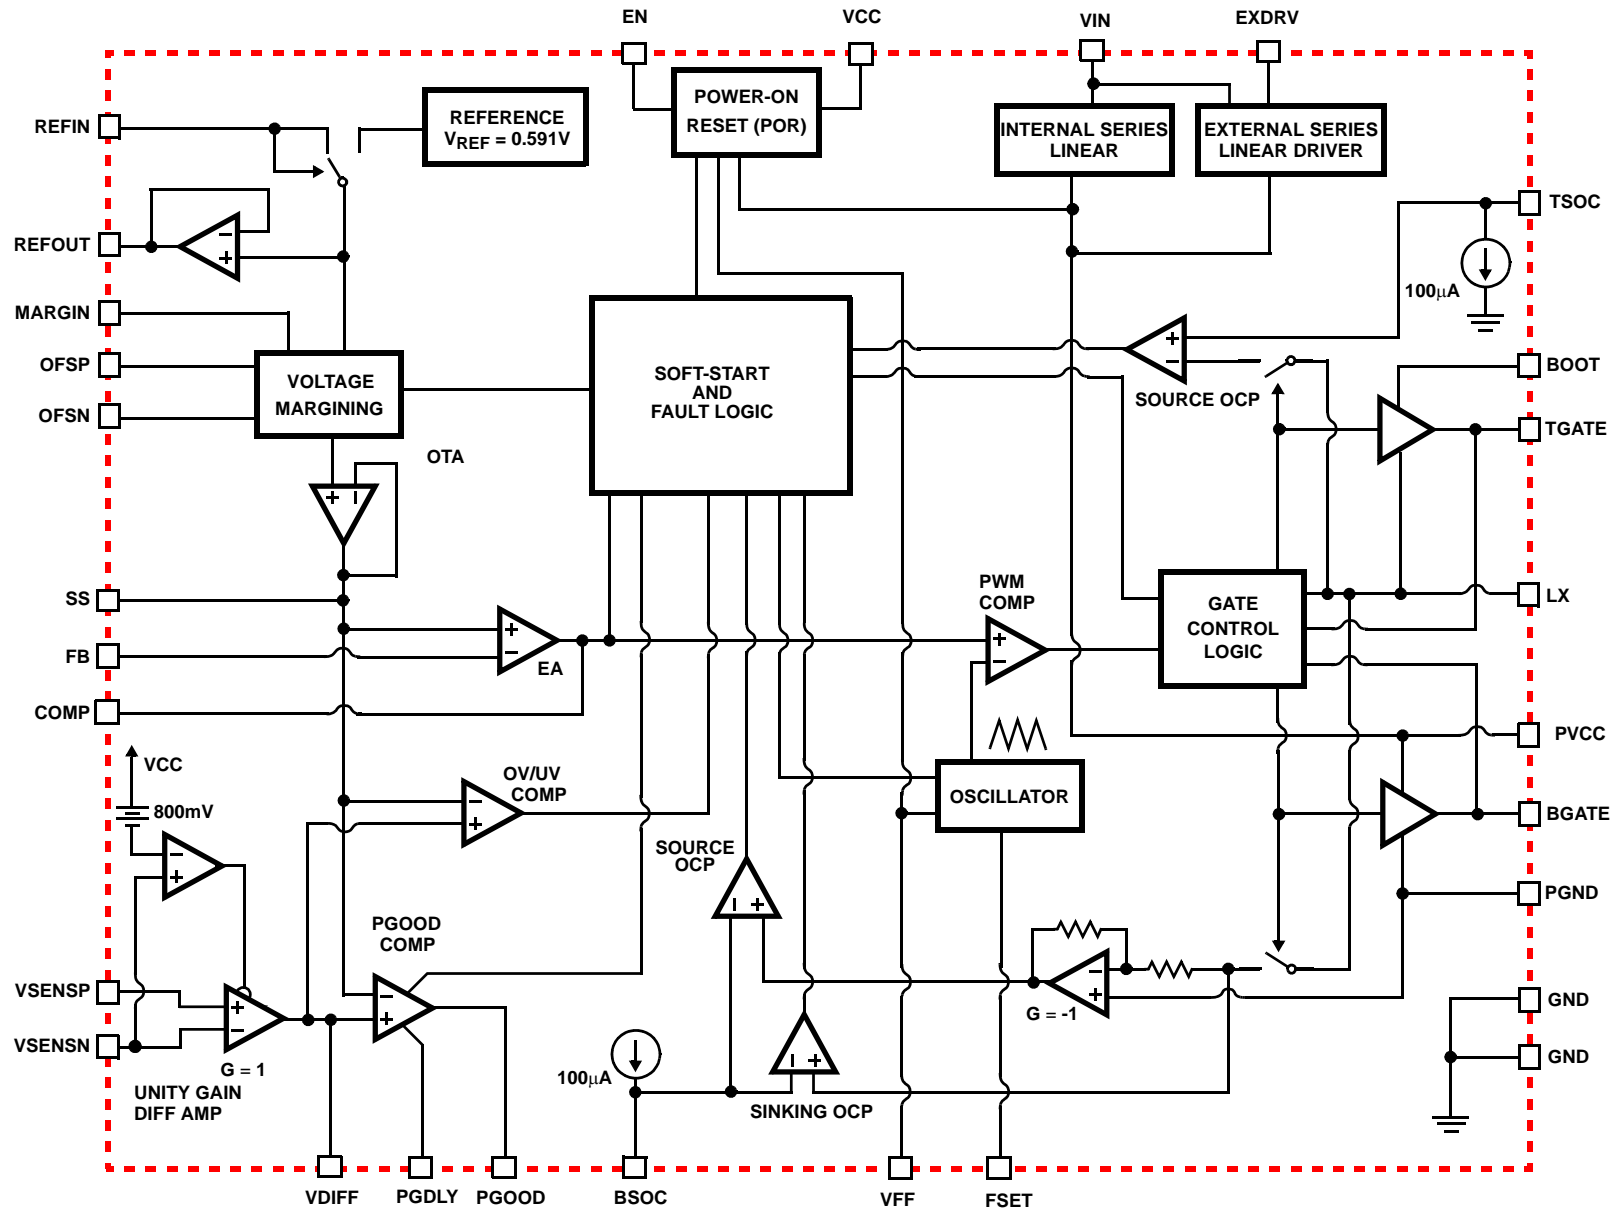 EN
VCC
VIN
EXDRV
REFIN
REFERENCE
VREF = 0.591V
POWER-ON
RESET (POR)
INTERNAL SERIES
LINEAR
EXTERNAL SERIES
LINEAR DRIVER
TSOC
100µA
REFOUT
−
+
MARGIN
OFSP
OFSN
VOLTAGE
MARGINING
SOFT-START
AND
FAULT LOGIC
+
−
SOURCE OCP
BOOT
TGATE
OTA
+ −
SS
FB
COMP
+
−
EA
PWM
COMP
+
−
GATE
CONTROL
LOGIC
LX
PVCC
VCC
800mV
−
+
OV/UV
COMP
−
+
OSCILLATOR
BGATE
SOURCE
OCP
− +
PGND
PGOOD
COMP
−
+
−
+
G = -1
VSENSP
VSENSN
+
−
G = 1
UNITY GAIN
DIFF AMP
100µA
− +
SINKING OCP
GND
GND
VDIFF
PGDLY
PGOOD
BSOC
VFF
FSET